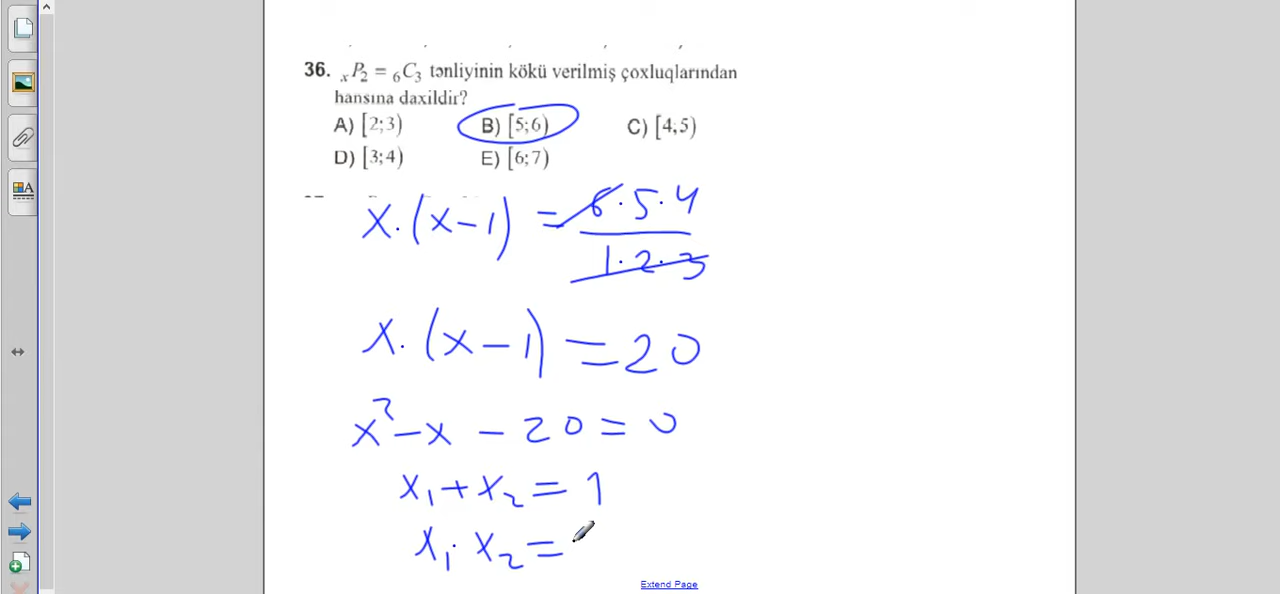 36. ₓP₂ = ₆C₃ tənliyinin kökü verilmiş çoxluqlarından
hansına daxildir?
A) [2;3) B) [5;6) C) [4,5)
D) [3;4) E) [6;7)
x·(x-1) = 6·5·4 / 1·2·3
x·(x-1) = 20
x²-x-20=0
x₁+x₂=1
x₁·x₂=
Extend Page